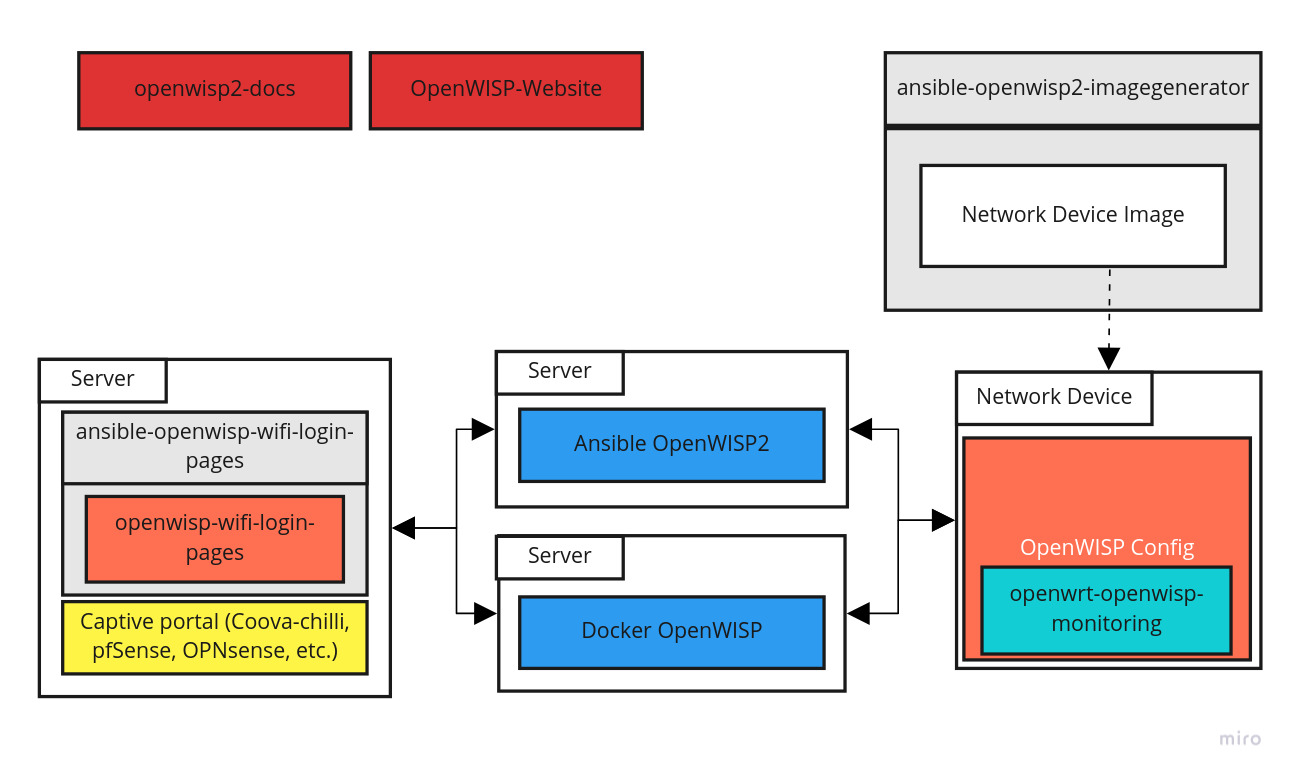 openwisp2-docs
OpenWISP-Website
ansible-openwisp2-imagegenerator
Network Device Image
Server
ansible-openwisp-wifi-login-
pages
openwisp-wifi-login-
pages
Captive portal (Coova-chilli,
pfSense, OPNsense, etc.)
Server
Ansible OpenWISP2
Server
Docker OpenWISP
Network Device
OpenWISP Config
openwrt-openwisp-
monitoring
miro